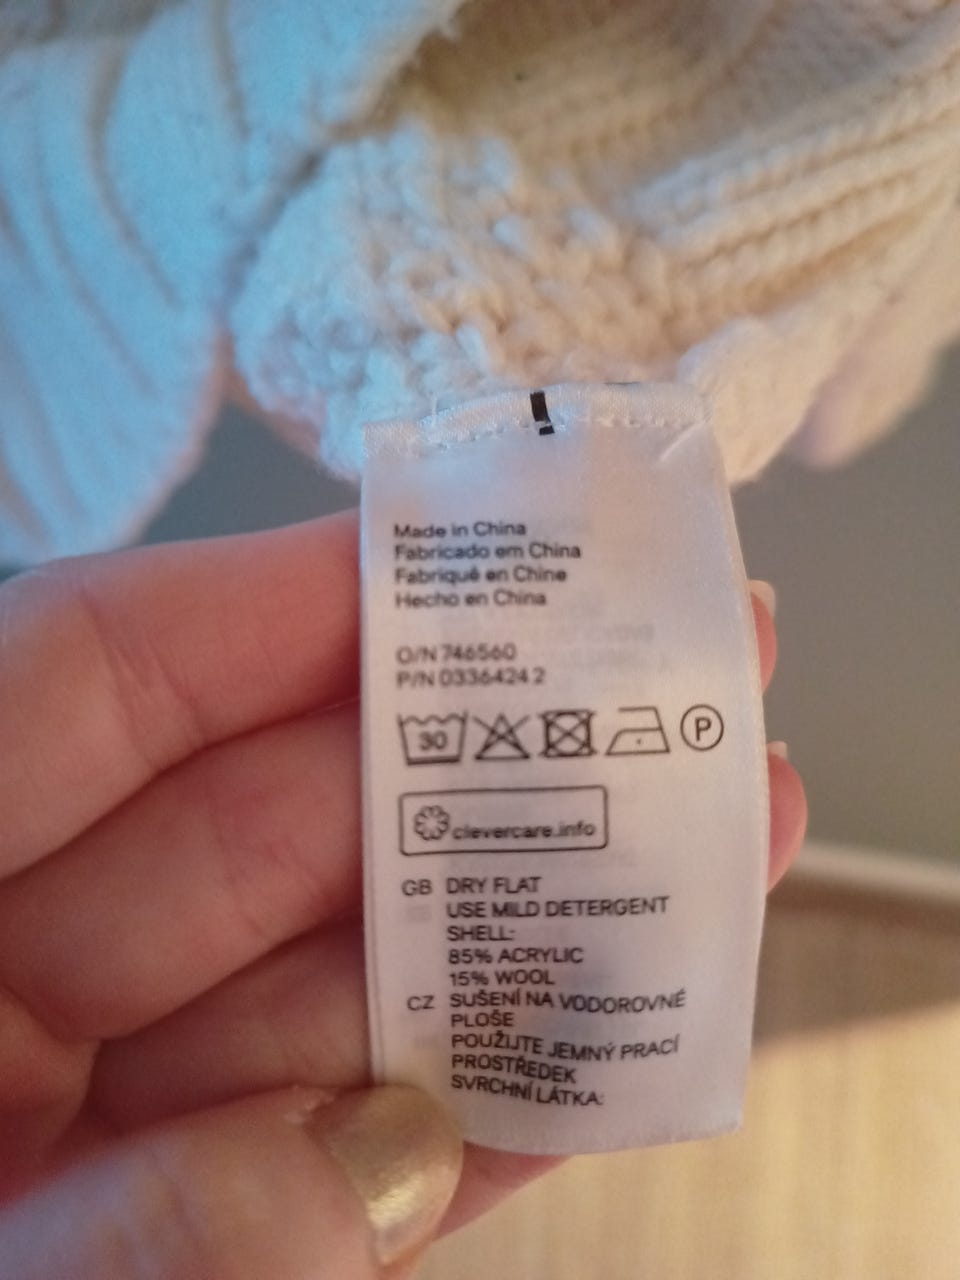 Made in China
Fabricado em China
Fabriqué en Chine
Hecho en China
O/N 746560
P/N 03364242
30 P
clevercare.info
GB DRY FLAT
USE MILD DETERGENT
SHELL:
85% ACRYLIC
15% WOOL
CZ SUŠENÍ NA VODOROVNÉ
PLOŠE
POUŽIJTE JEMNÝ PRACÍ
PROSTŘEDEK
SVRCHNÍ LÁTKA: